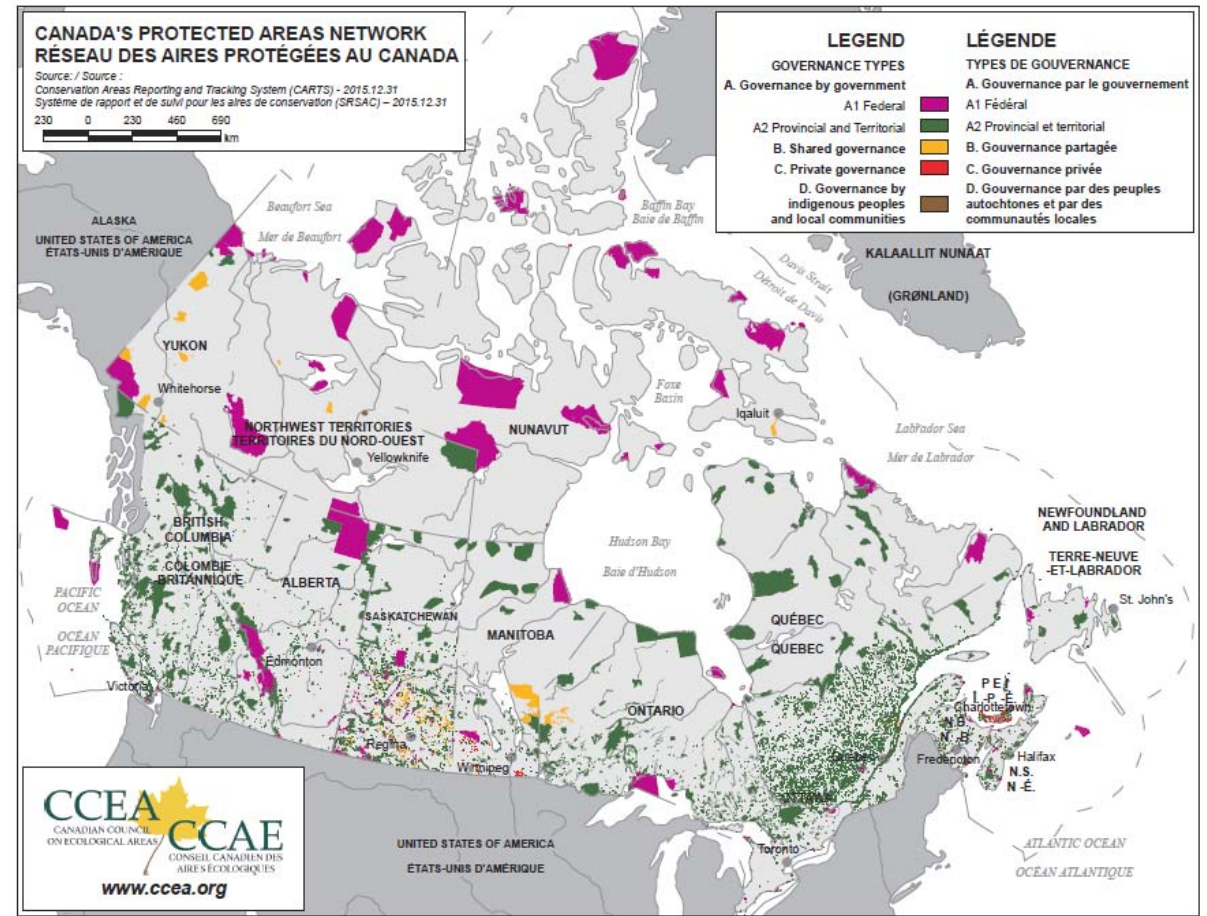 CANADA'S PROTECTED AREAS NETWORK
RÉSEAU DES AIRES PROTÉGÉES AU CANADA
Source: / Source :
Conservation Areas Reporting and Tracking System (CARTS) - 2015.12.31
Système de rapport et de suivi pour les aires de conservation (SRSAC) – 2015.12.31
230 0 230 460 690
km
LEGEND
GOVERNANCE TYPES
A. Governance by government
A1 Federal
A2 Provincial and Territorial
B. Shared governance
C. Private governance
D. Governance by
indigenous peoples
and local communities
LÉGENDE
TYPES DE GOUVERNANCE
A. Gouvernance par le gouvernement
A1 Fédéral
A2 Provincial et territorial
B. Gouvernance partagée
C. Gouvernance privée
D. Gouvernance par des peuples
autochtones et par des
communautés locales
Beaufort Sea
Mer de Beaufort
Baffin Bay
Baie de Baffin
ALASKA
UNITED STATES OF AMERICA
ÉTATS-UNIS D'AMÉRIQUE
Davis Strait
Détroit de Davis
KALAALLIT NUNAAT
(GRØNLAND)
YUKON
Whitehorse
Foxe
Basin
Iqaluit
NORTHWEST TERRITORIES
TERRITOIRES DU NORD-OUEST
NUNAVUT
Yellowknife
Labrador Sea
Mer de Labrador
BRITISH
COLUMBIA
COLOMBIE
-BRITANNIQUE
ALBERTA
Hudson Bay
Baie d'Hudson
NEWFOUNDLAND
AND LABRADOR
TERRE-NEUVE
-ET-LABRADOR
St. John's
PACIFIC
OCEAN
OCÉAN
PACIFIQUE
SASKATCHEWAN
MANITOBA
QUÉBEC
QUEBEC
Edmonton
Victoria
ONTARIO
P.E.I.
Î.-P.-É.
Charlottetown
N.B.
N.-B.
Regina
Winnipeg
Fredericton
Halifax
N.S.
N.-É.
Toronto
UNITED STATES OF AMERICA
ÉTATS-UNIS D'AMÉRIQUE
ATLANTIC OCEAN
OCÉAN ATLANTIQUE
CCEA
CANADIAN COUNCIL
ON ECOLOGICAL AREAS
CCAE
CONSEIL CANADIEN DES
AIRES ÉCOLOGIQUES
www.ccea.org